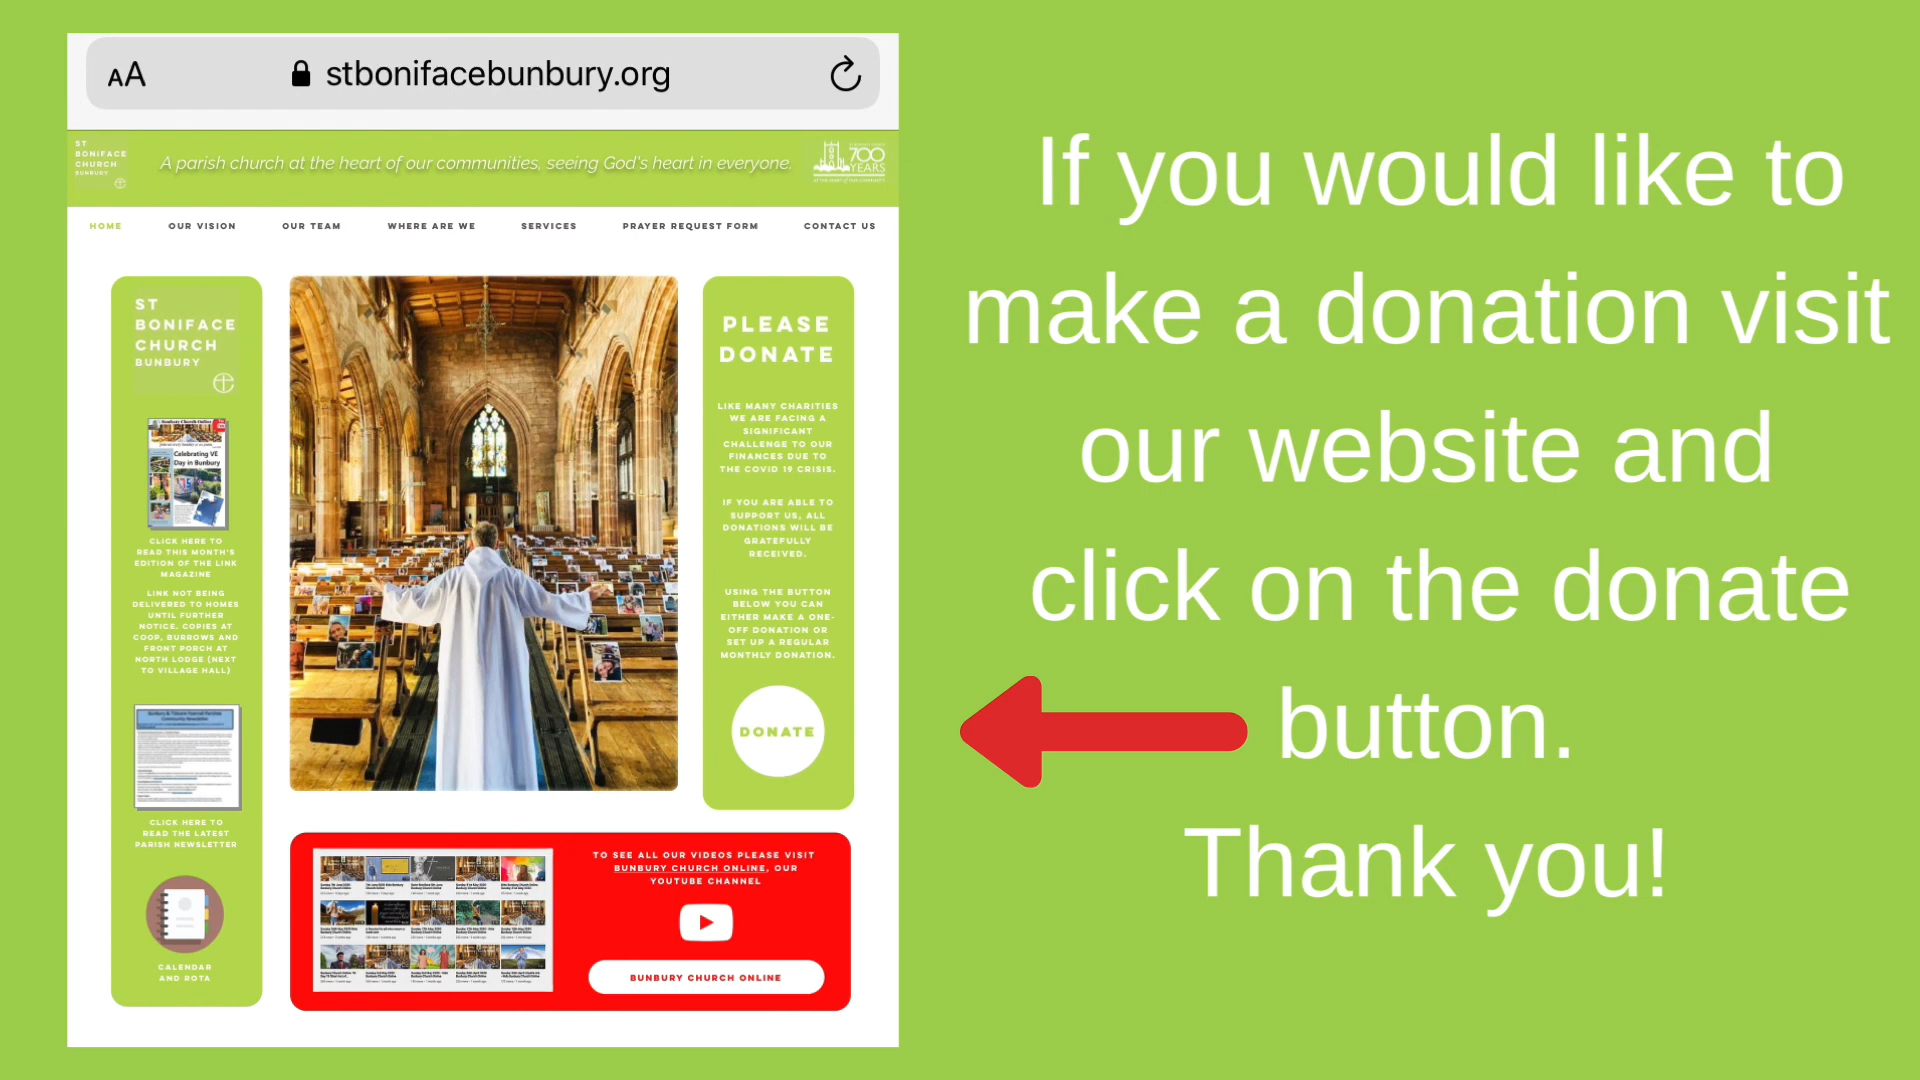 AA
stbonifacebunbury.org
ST
BONIFACE
CHURCH
BUNBURY
A parish church at the heart of our communities, seeing God's heart in everyone.
700
YEARS
HOME
OUR VISION
OUR TEAM
WHERE ARE WE
SERVICES
PRAYER REQUEST FORM
CONTACT US
ST
BONIFACE
CHURCH
BUNBURY
Bunbury Church Online
Celebrating VE
Day in Bunbury
CLICK HERE TO
READ THIS MONTH'S
EDITION OF THE LINK
MAGAZINE
LINK NOT BEING
DELIVERED TO HOMES
UNTIL FURTHER
NOTICE. COPIES AT
COOP, BURROWS AND
FRONT PORCH AT
NORTH LODGE (NEXT
TO VILLAGE HALL)
Community Newsletter
CLICK HERE TO
READ THE LATEST
PARISH NEWSLETTER
CALENDAR
AND ROTA
PLEASE
DONATE
LIKE MANY CHARITIES
WE ARE FACING A
SIGNIFICANT
CHALLENGE TO OUR
FINANCES DUE TO
THE COVID 19 CRISIS.
IF YOU ARE ABLE TO
SUPPORT US, ALL
DONATIONS WILL BE
GRATEFULLY
RECEIVED.
USING THE BUTTON
BELOW YOU CAN
EITHER MAKE A ONE-
OFF DONATION OR
SET UP A REGULAR
MONTHLY DONATION.
DONATE
TO SEE ALL OUR VIDEOS PLEASE VISIT
BUNBURY CHURCH ONLINE, OUR
YOUTUBE CHANNEL
BUNBURY CHURCH ONLINE
If you would like to
make a donation visit
our website and
click on the donate
button.
Thank you!